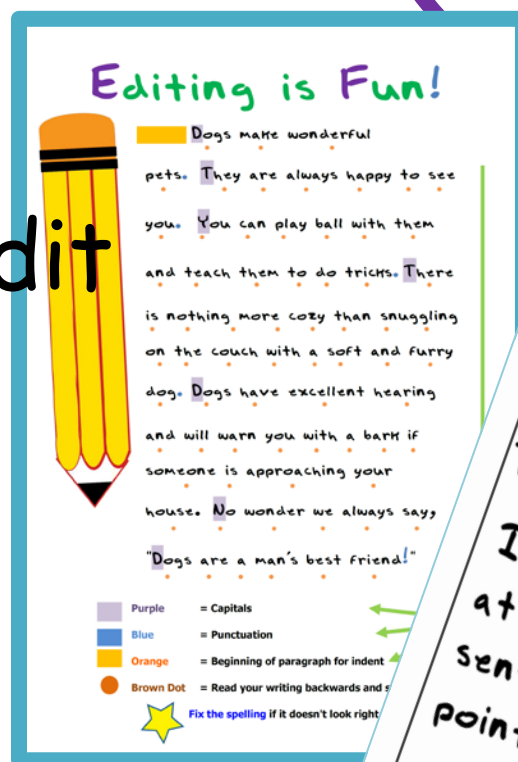 Editing is Fun!
Dogs make wonderful
pets. They are always happy to see
you. You can play ball with them
dit
and teach them to do tricks. There
is nothing more cozy than snuggling
on the couch with a soft and furry
dog. Dogs have excellent hearing
and will warn you with a bark if
someone is approaching your
house. No wonder we always say,
"Dogs are a man's best friend!"
Purple = Capitals
Blue = Punctuation
Orange = Beginning of paragraph for indent
Brown Dot = Read your writing backwards and s
Fix the spelling if it doesn't look right
I
at
sen
point